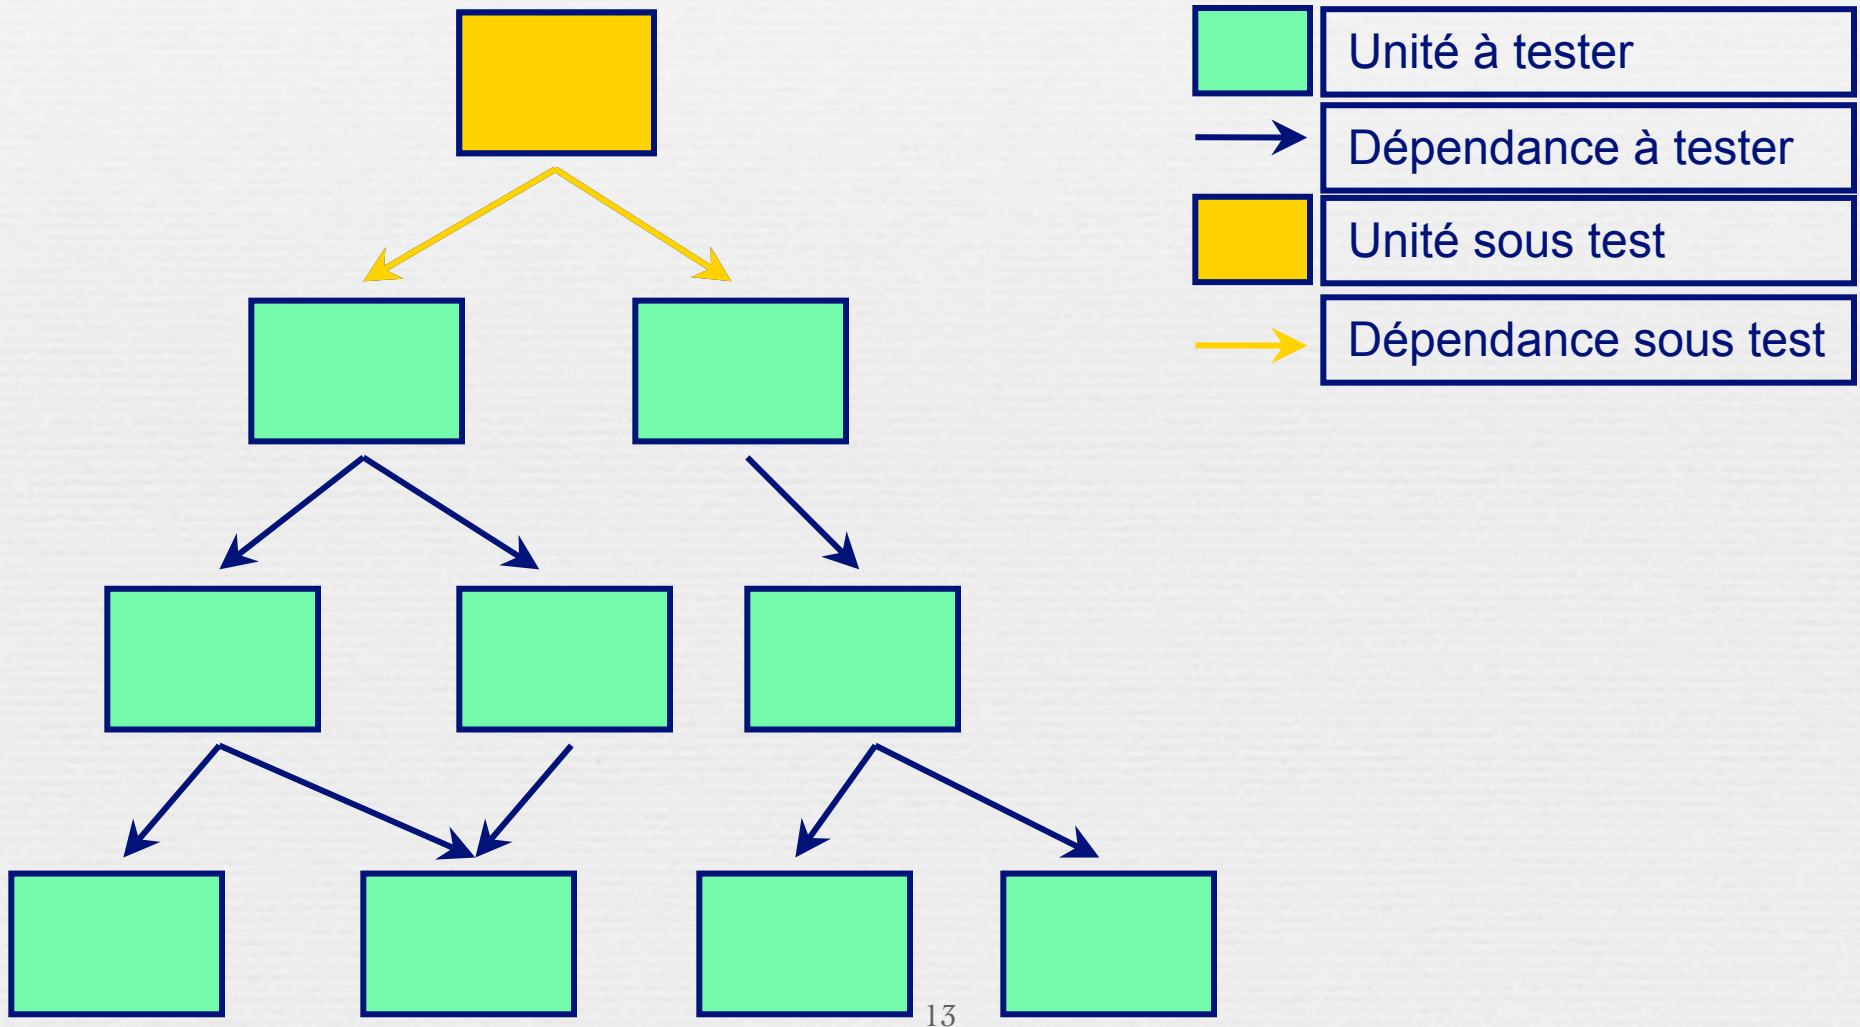 Unité à tester
Dépendance à tester
Unité sous test
Dépendance sous test
13